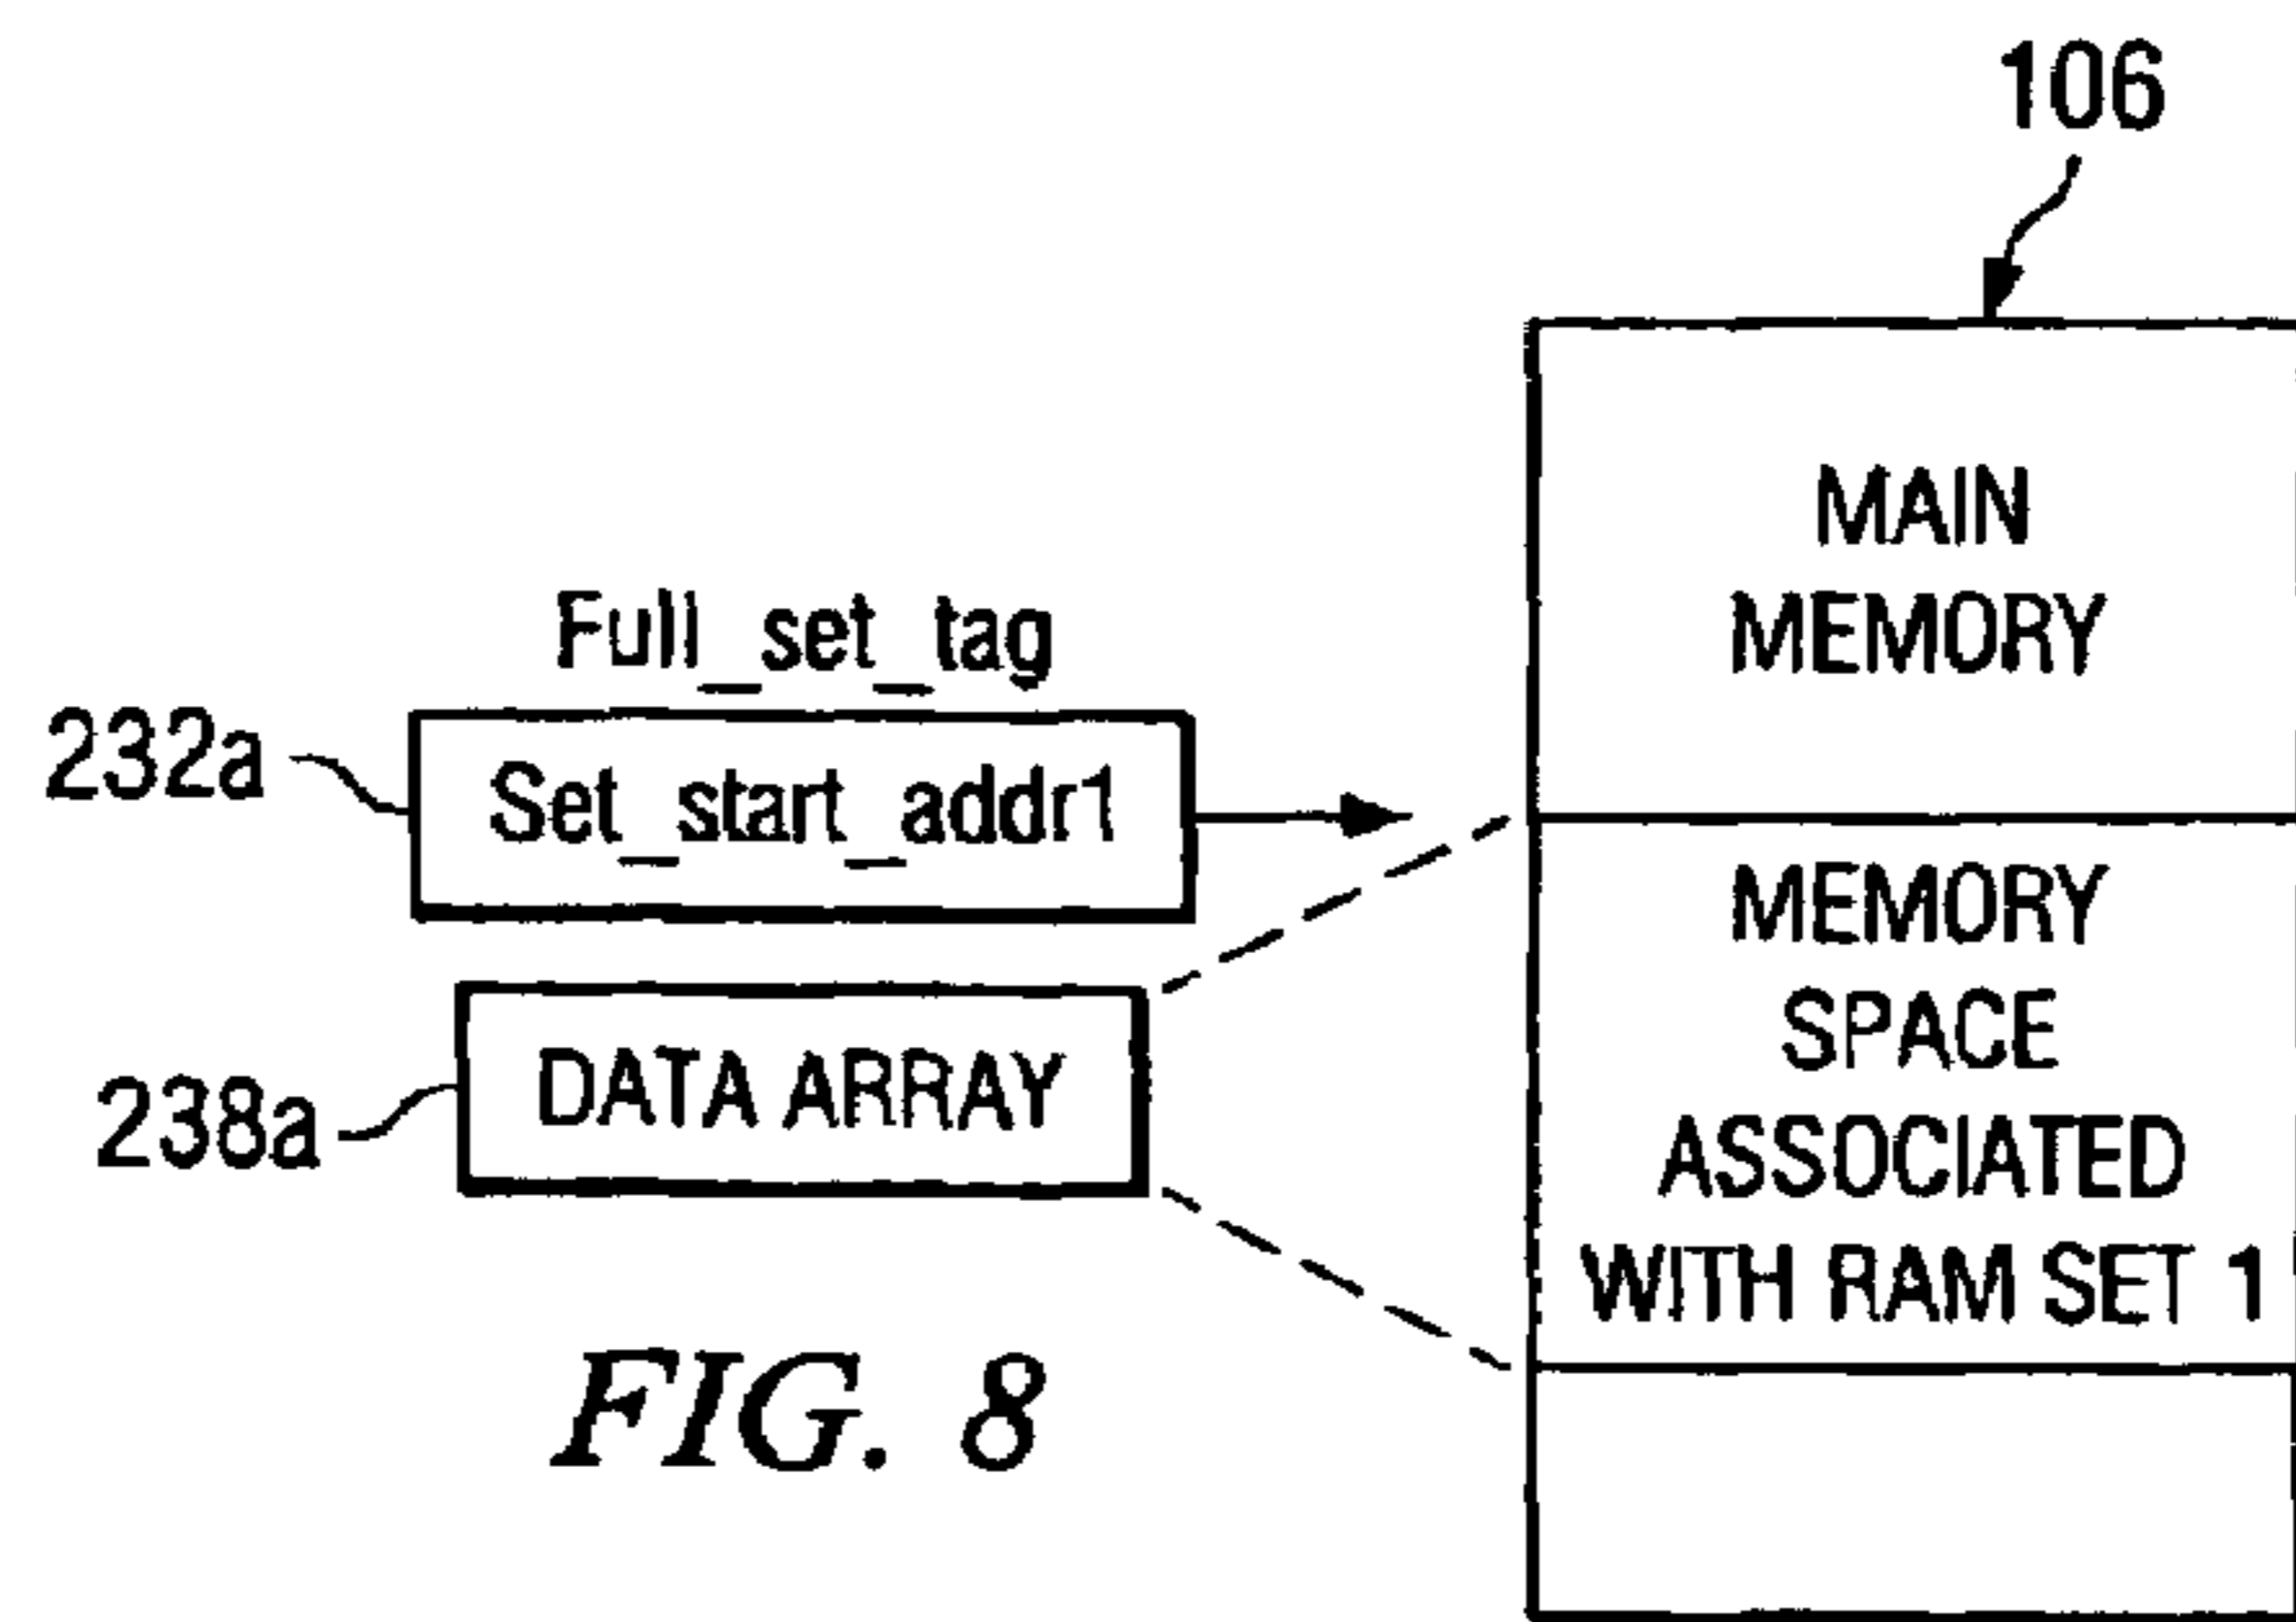 106
MAIN
MEMORY
Full_set_tag
232a
Set_start_addr1
MEMORY
SPACE
ASSOCIATED
WITH RAM SET 1
238a
DATA ARRAY
FIG. 8